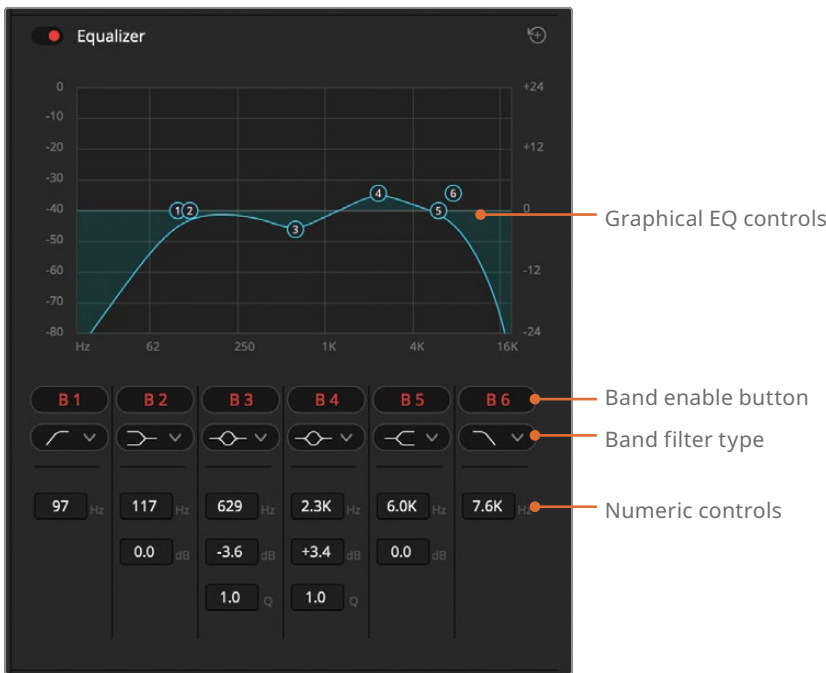 Equalizer
0 +24
-10
-20 +12
-30
4 6
1 2 5
-40 0
3
-50
-60 -12
-70
-80 -24
Hz 62 250 1K 4K 16K
Graphical EQ controls
B 1 B 2 B 3 B 4 B 5 B 6
Band enable button
Band filter type
97 Hz 117 Hz 629 Hz 2.3K Hz 6.0K Hz 7.6K Hz
Numeric controls
0.0 dB -3.6 dB +3.4 dB 0.0 dB
1.0 Q 1.0 Q